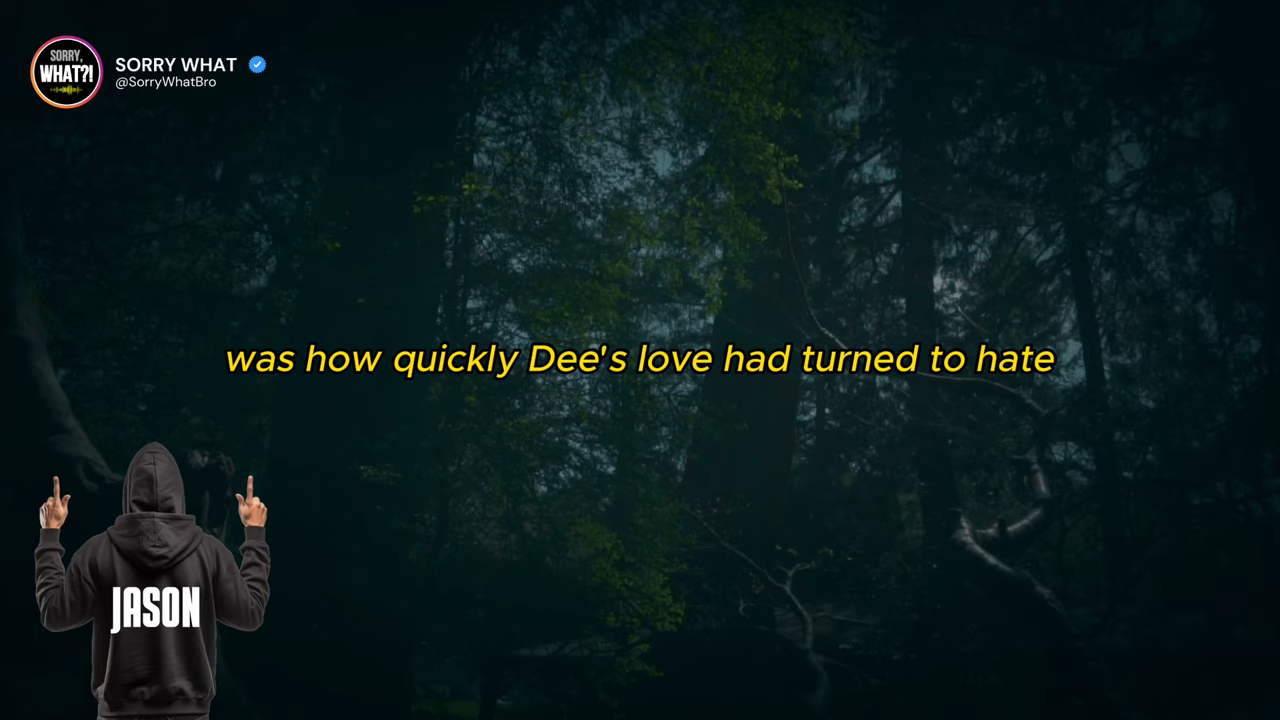 SORRY,
WHAT?!
SORRY WHAT
@SorryWhatBro
was how quickly Dee's love had turned to hate
JASON